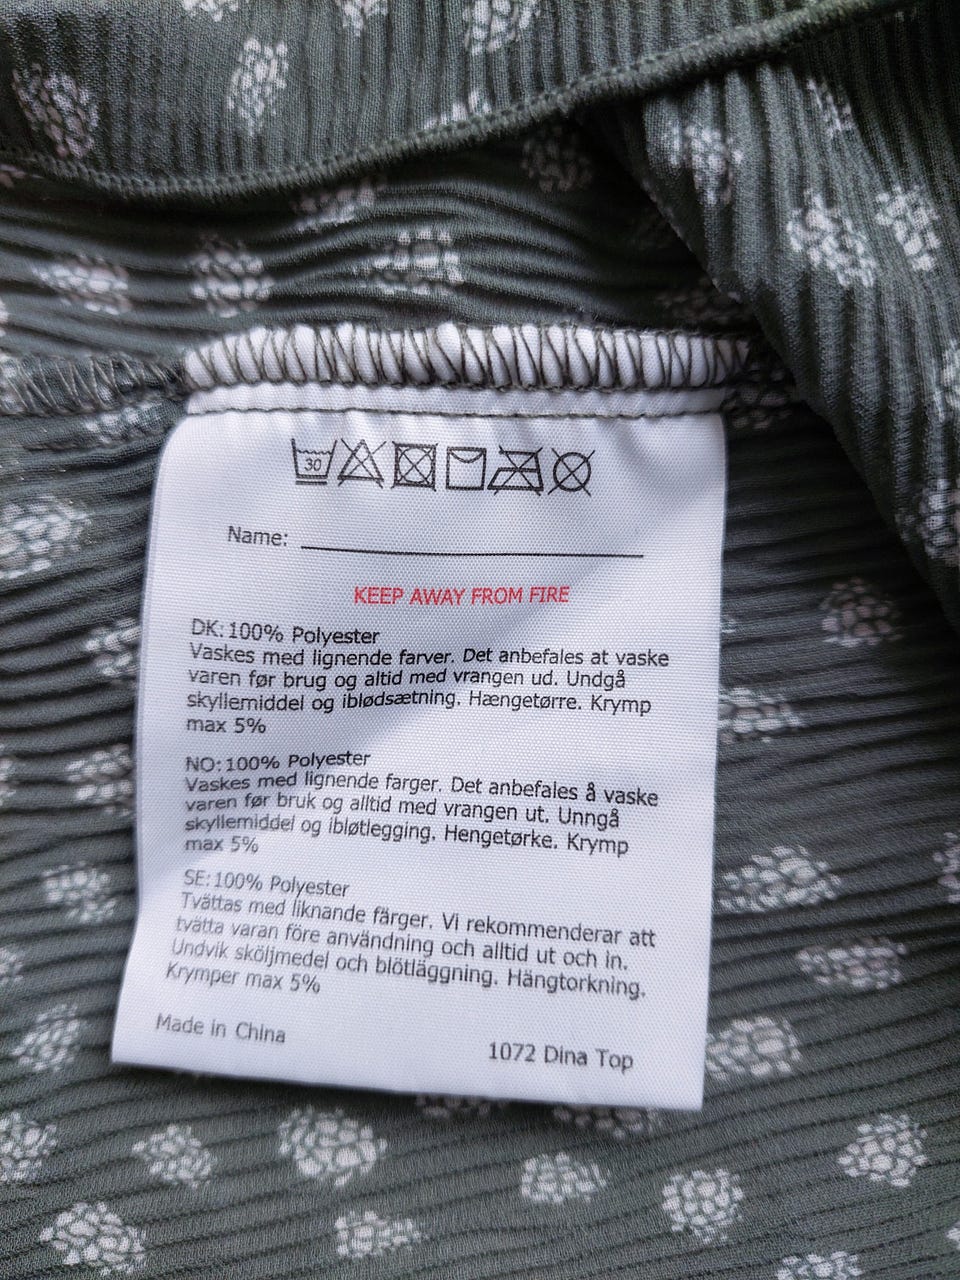 30
Name:
KEEP AWAY FROM FIRE
DK: 100% Polyester
Vaskes med lignende farver. Det anbefales at vaske
varen før brug og altid med vrangen ud. Undgå
skyllemiddel og iblødsætning. Hængetørre. Krymp
max 5%
NO: 100% Polyester
Vaskes med lignende farger. Det anbefales å vaske
varen før bruk og alltid med vrangen ut. Unngå
skyllemiddel og ibløtlegging. Hengetørke. Krymp
max 5%
SE: 100% Polyester
Tvättas med liknande färger. Vi rekommenderar att
tvätta varan före användning och alltid ut och in.
Undvik sköljmedel och blötläggning. Hängtorkning.
Krymper max 5%
Made in China
1072 Dina Top